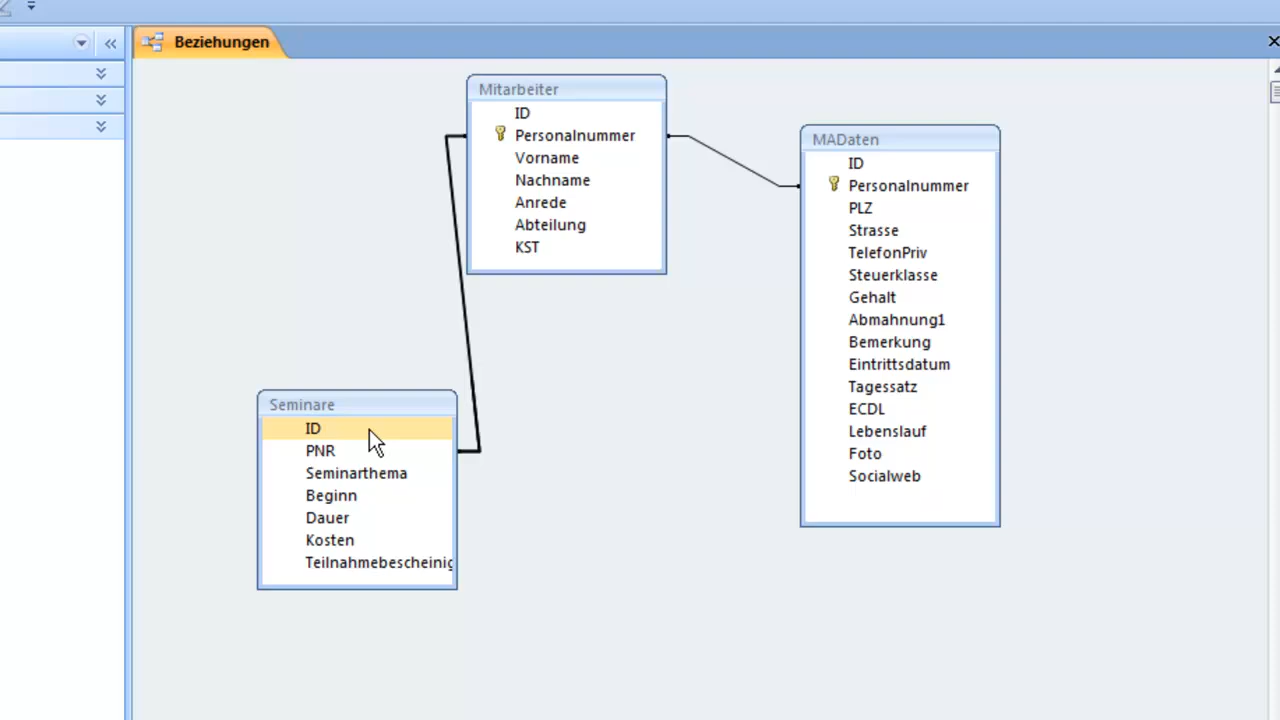 Beziehungen
Mitarbeiter
ID
Personalnummer
Vorname
Nachname
Anrede
Abteilung
KST
MADaten
ID
Personalnummer
PLZ
Strasse
TelefonPriv
Steuerklasse
Gehalt
Abmahnung1
Bemerkung
Eintrittsdatum
Tagessatz
ECDL
Lebenslauf
Foto
Socialweb
Seminare
ID
PNR
Seminarthema
Beginn
Dauer
Kosten
Teilnahmebescheinig